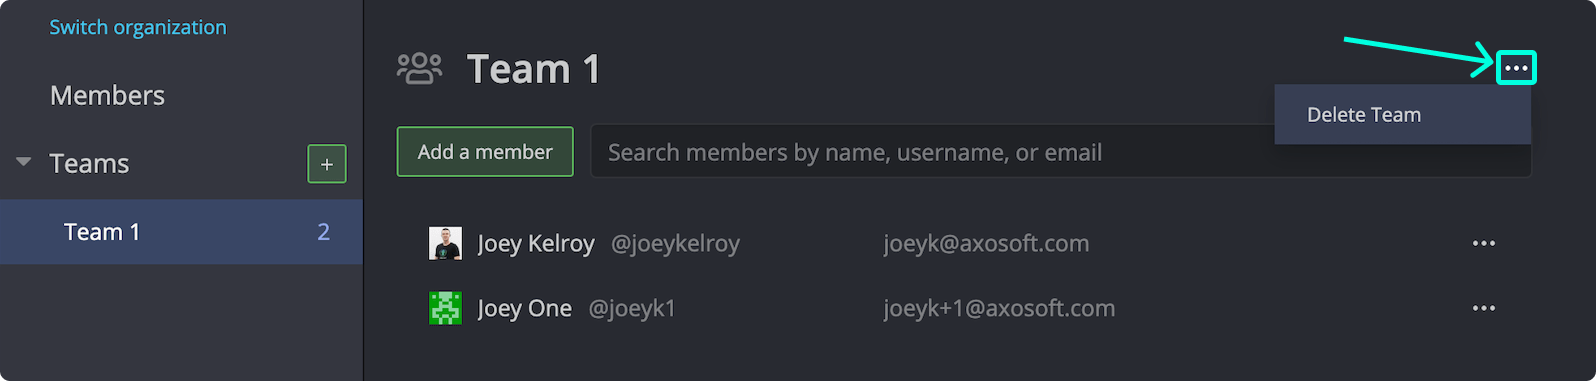 Switch organization
Members
Teams
+
Team 1 2
Team 1
Delete Team
Add a member
Search members by name, username, or email
Joey Kelroy @joeykelroy joeyk@axosoft.com
Joey One @joeyk1 joeyk+1@axosoft.com